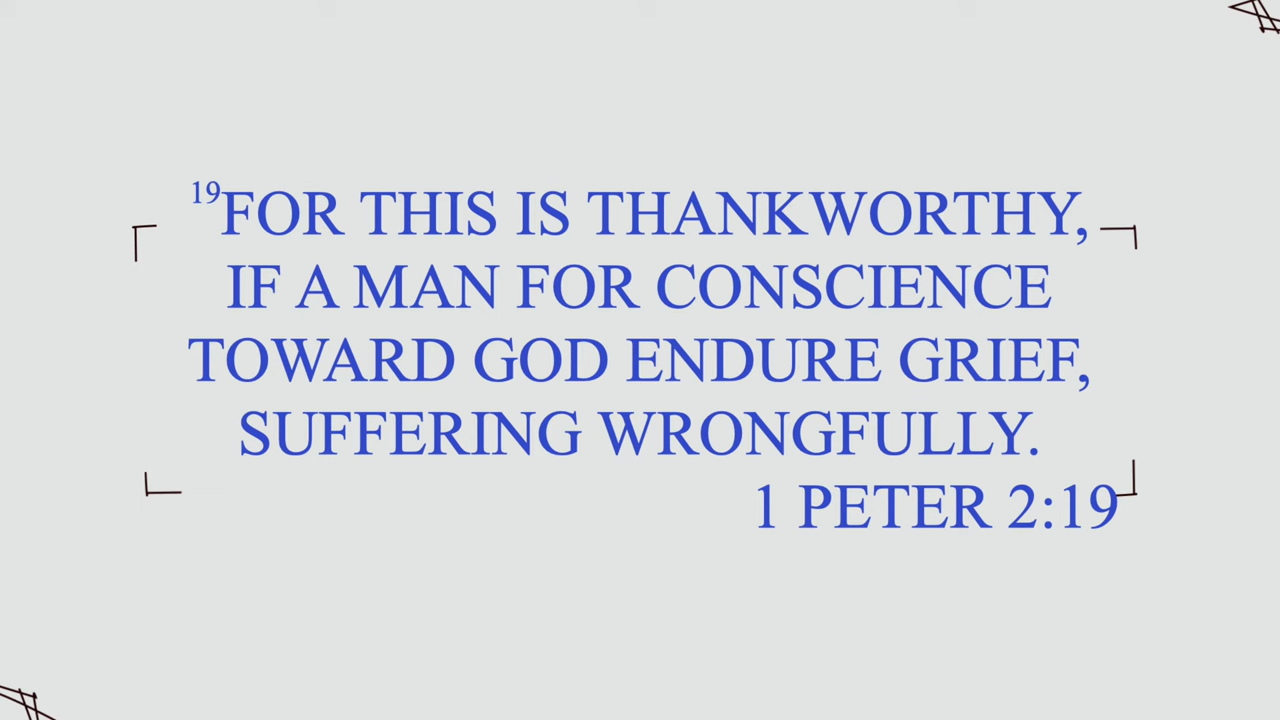 19FOR THIS IS THANKWORTHY,
IF A MAN FOR CONSCIENCE
TOWARD GOD ENDURE GRIEF,
SUFFERING WRONGFULLY.
1 PETER 2:19